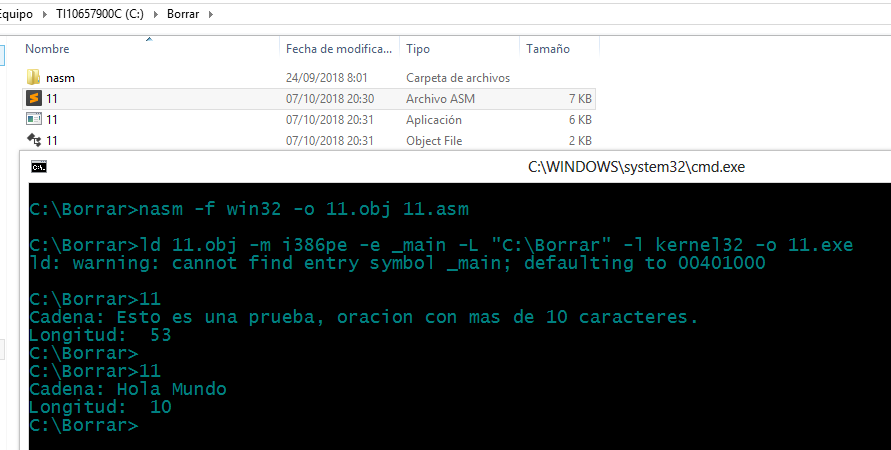 Equipo TI10657900C (C:) Borrar
Nombre Fecha de modifica... Tipo Tamaño
nasm 24/09/2018 8:01 Carpeta de archivos
11 07/10/2018 20:30 Archivo ASM 7 KB
11 07/10/2018 20:31 Aplicación 6 KB
11 07/10/2018 20:31 Object File 2 KB
C:\WINDOWS\system32\cmd.exe
C:\Borrar>nasm -f win32 -o 11.obj 11.asm
C:\Borrar>ld 11.obj -m i386pe -e _main -L "C:\Borrar" -l kernel32 -o 11.exe
ld: warning: cannot find entry symbol _main; defaulting to 00401000
C:\Borrar>11
Cadena: Esto es una prueba, oracion con mas de 10 caracteres.
Longitud:  53
C:\Borrar>
C:\Borrar>11
Cadena: Hola Mundo
Longitud:  10
C:\Borrar>